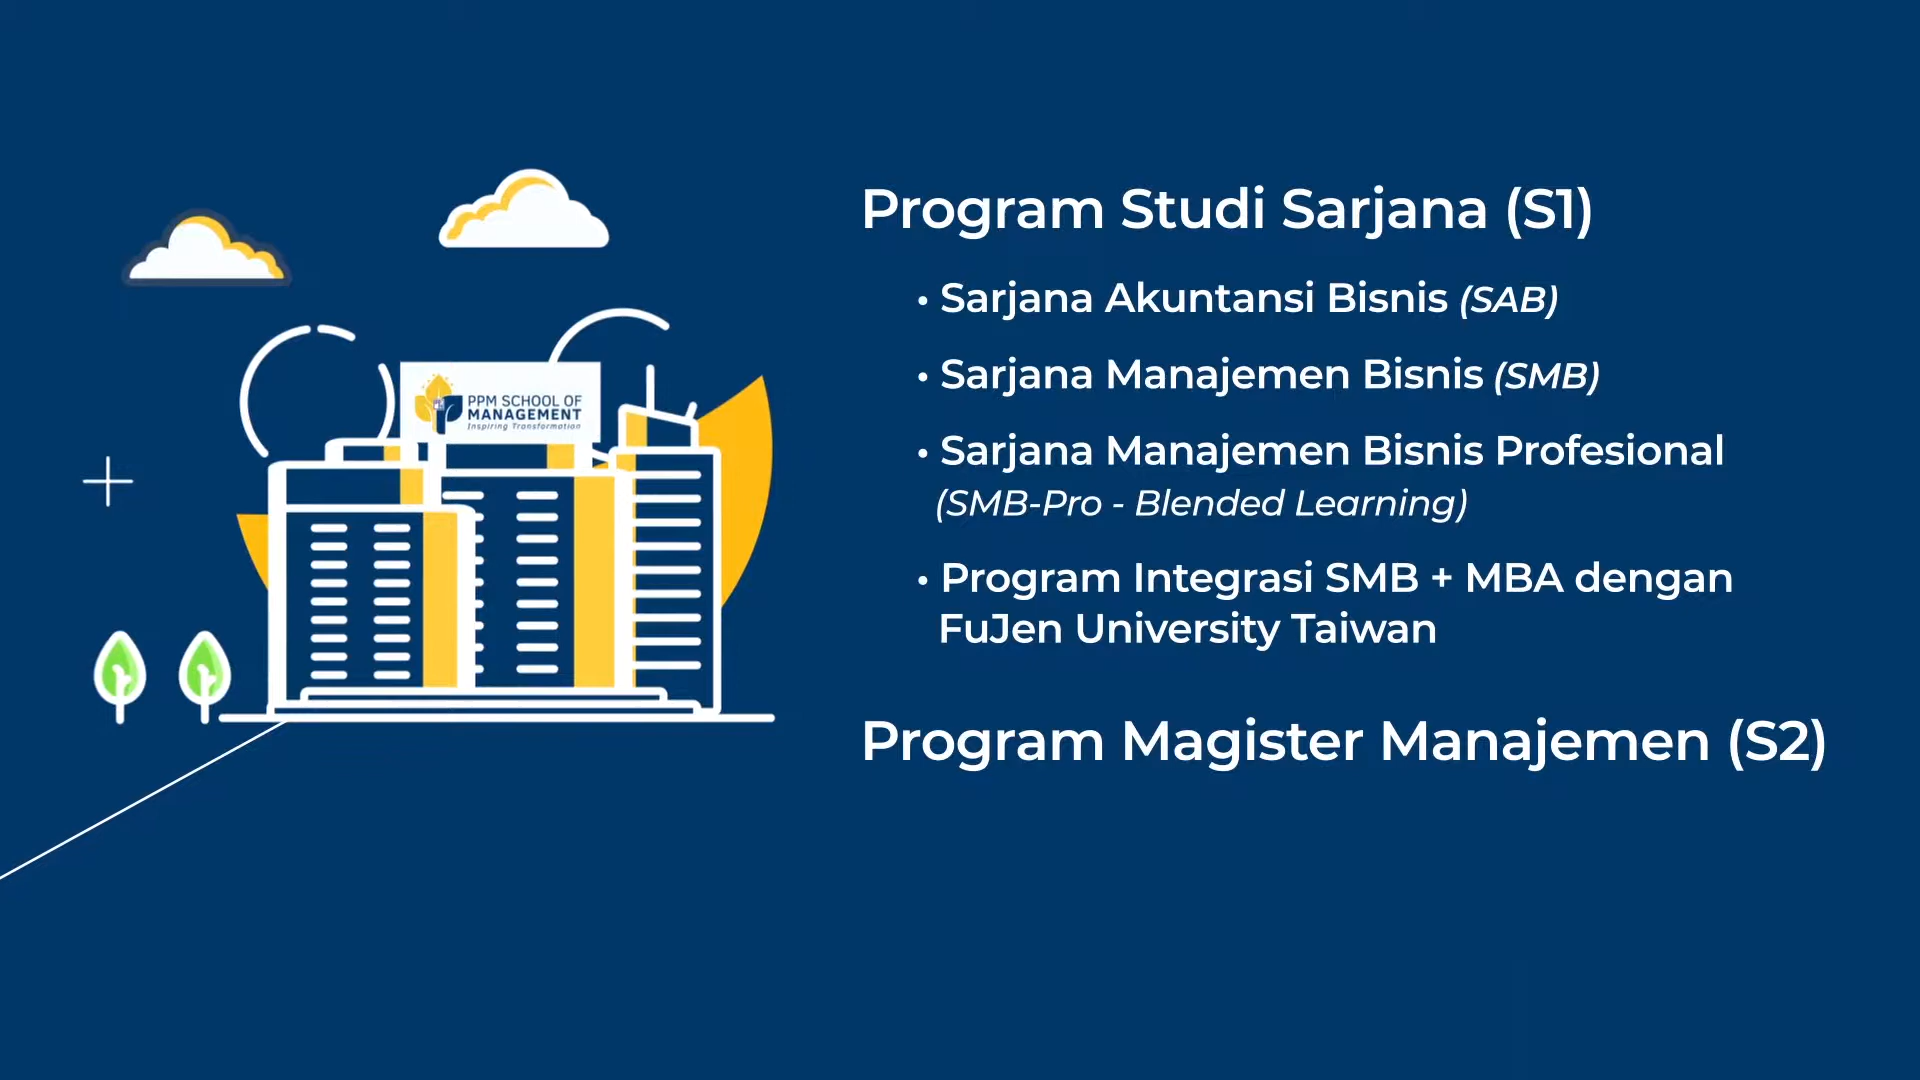 PPM SCHOOL OF
MANAGEMENT
Inspiring Transformation
Program Studi Sarjana (S1)
• Sarjana Akuntansi Bisnis (SAB)
• Sarjana Manajemen Bisnis (SMB)
• Sarjana Manajemen Bisnis Profesional
(SMB-Pro - Blended Learning)
• Program Integrasi SMB + MBA dengan
FuJen University Taiwan
Program Magister Manajemen (S2)